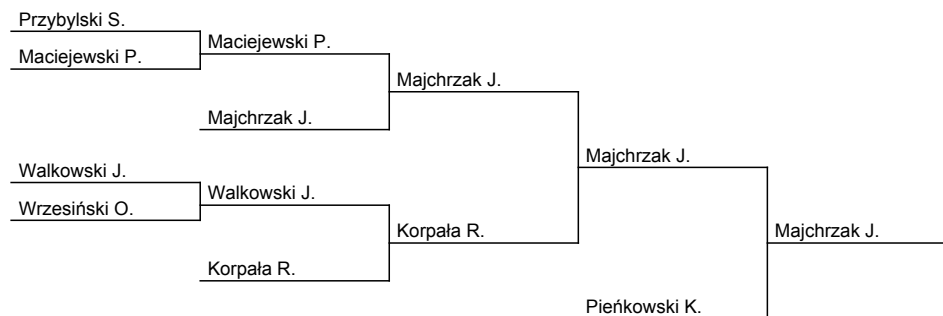 Przybylski S.
Maciejewski P.
Maciejewski P.
Majchrzak J.
Majchrzak J.
Majchrzak J.
Walkowski J.
Walkowski J.
Wrzesiński O.
Korpała R.
Majchrzak J.
Korpała R.
Pieńkowski K.